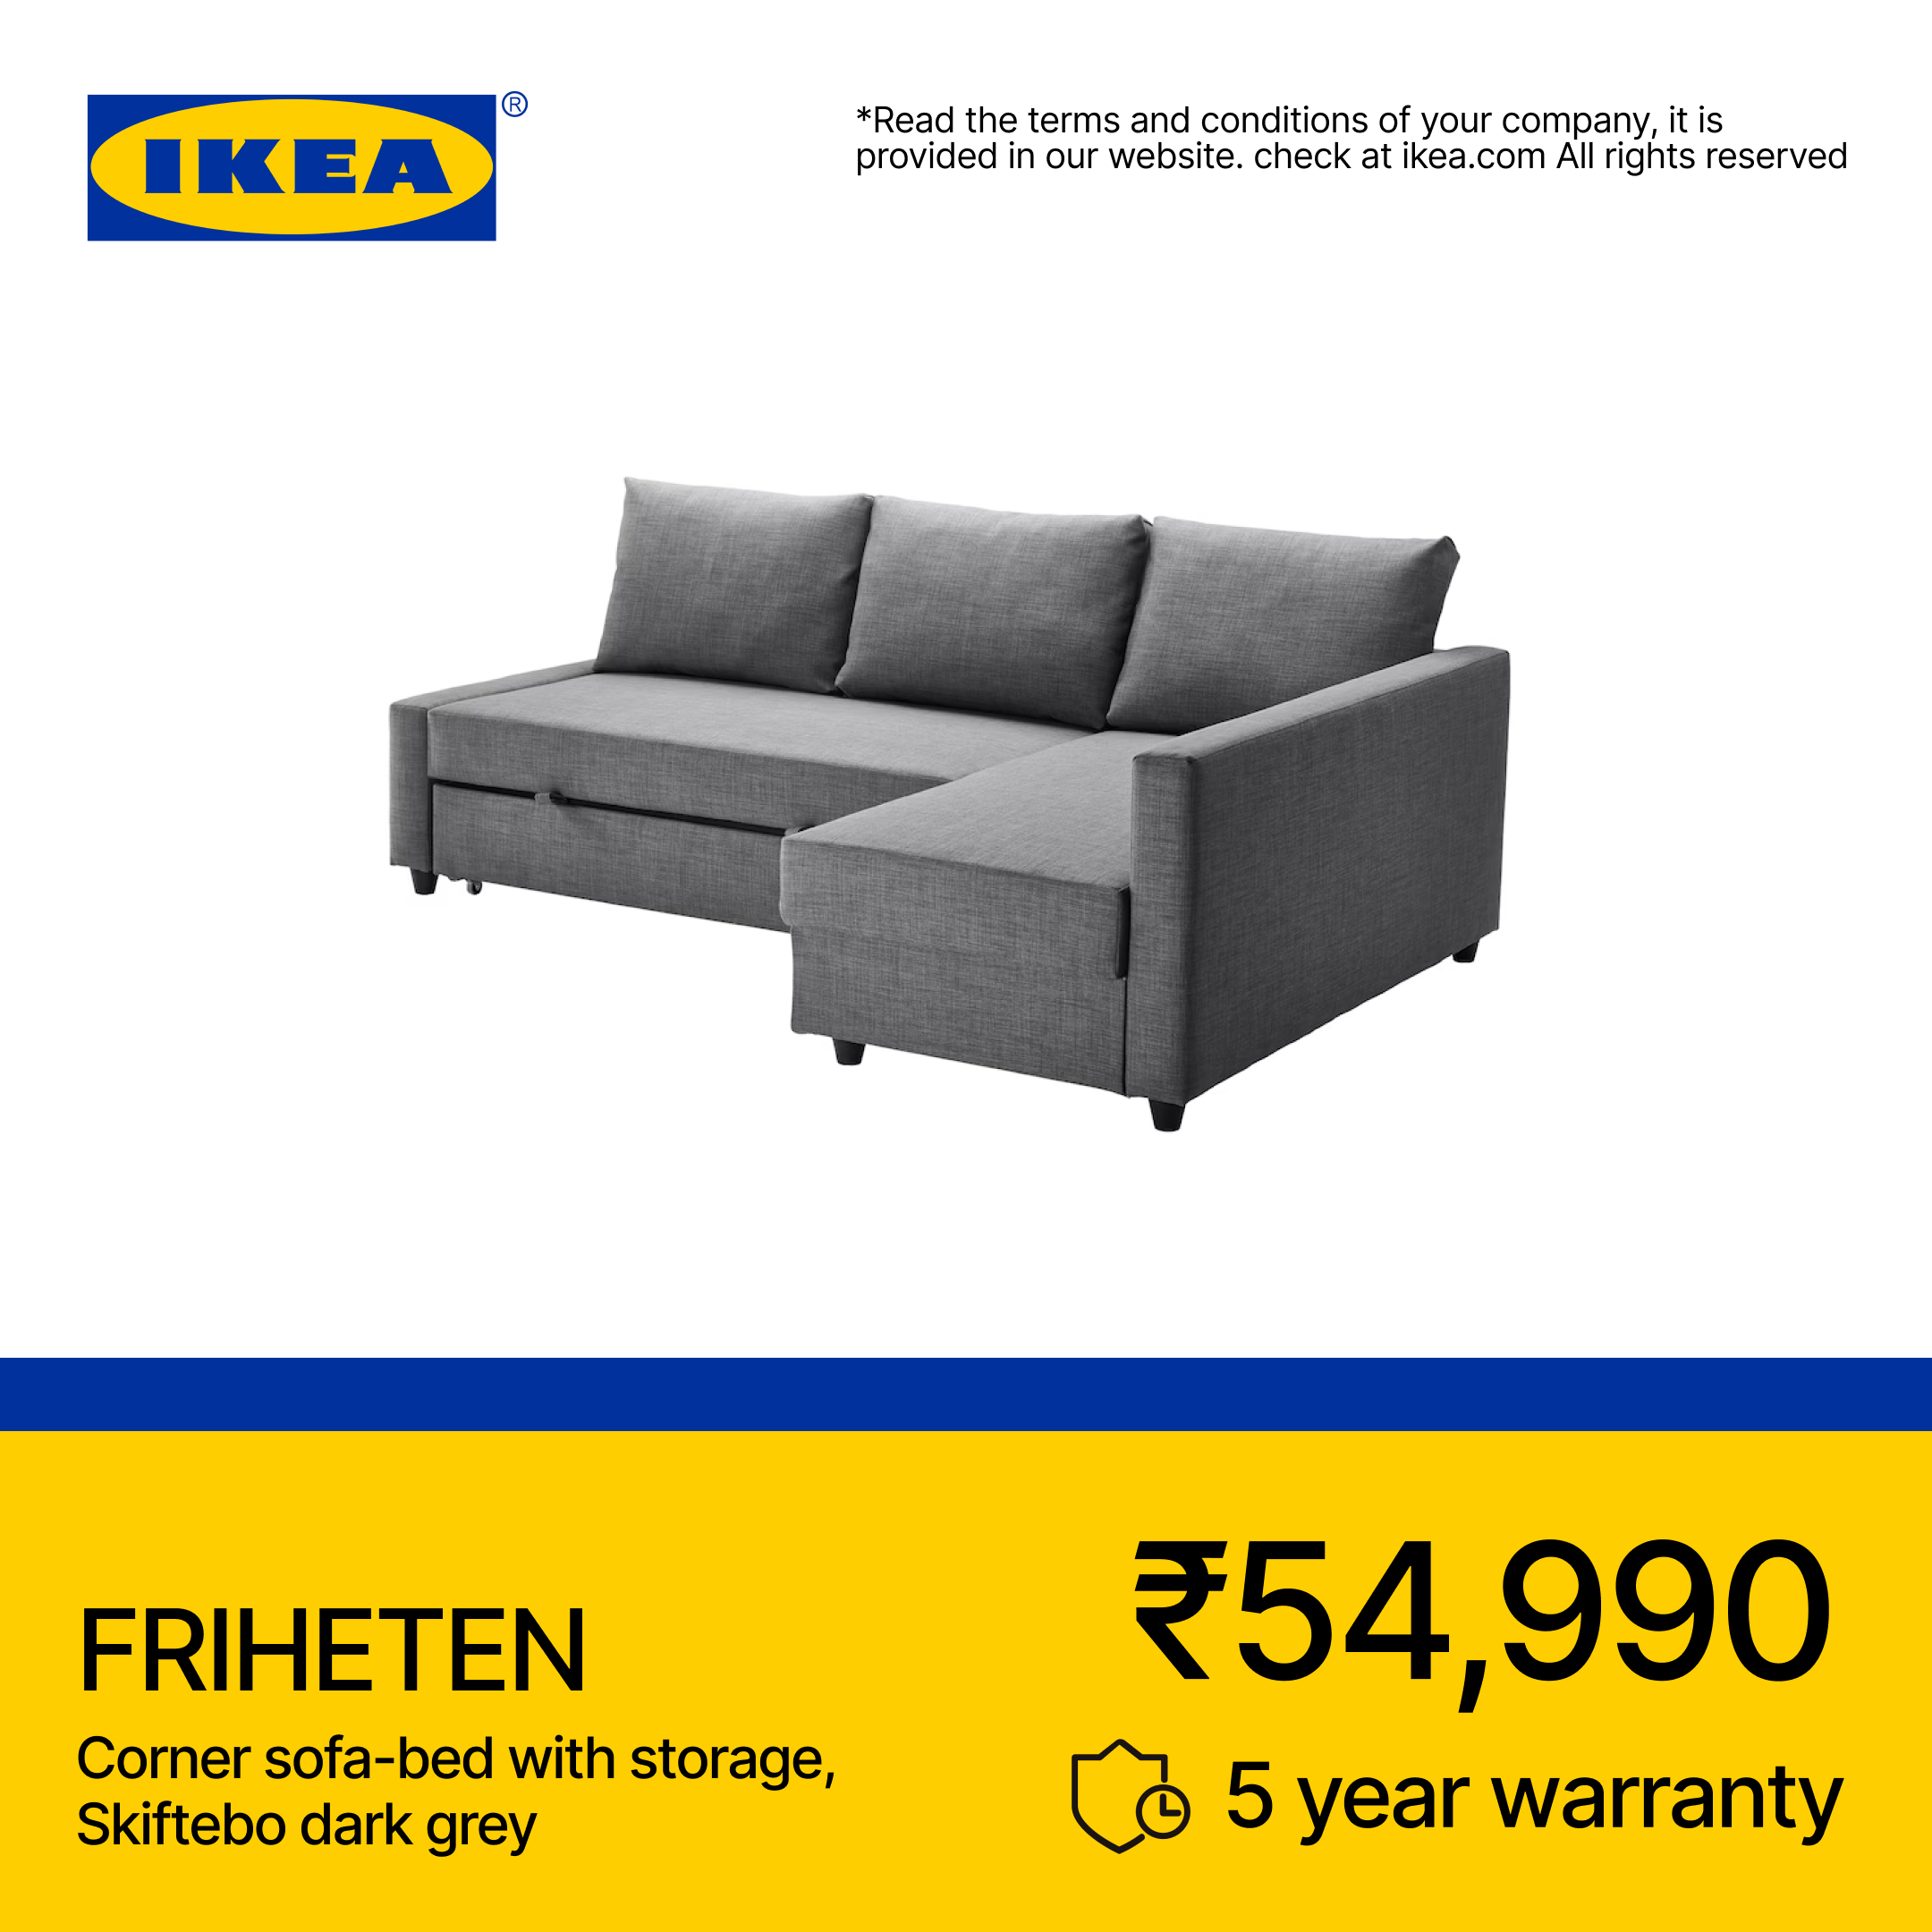 IKEA®
*Read the terms and conditions of your company, it is
provided in our website. check at ikea.com All rights reserved
FRIHETEN
Corner sofa-bed with storage,
Skiftebo dark grey
₹54,990
5 year warranty